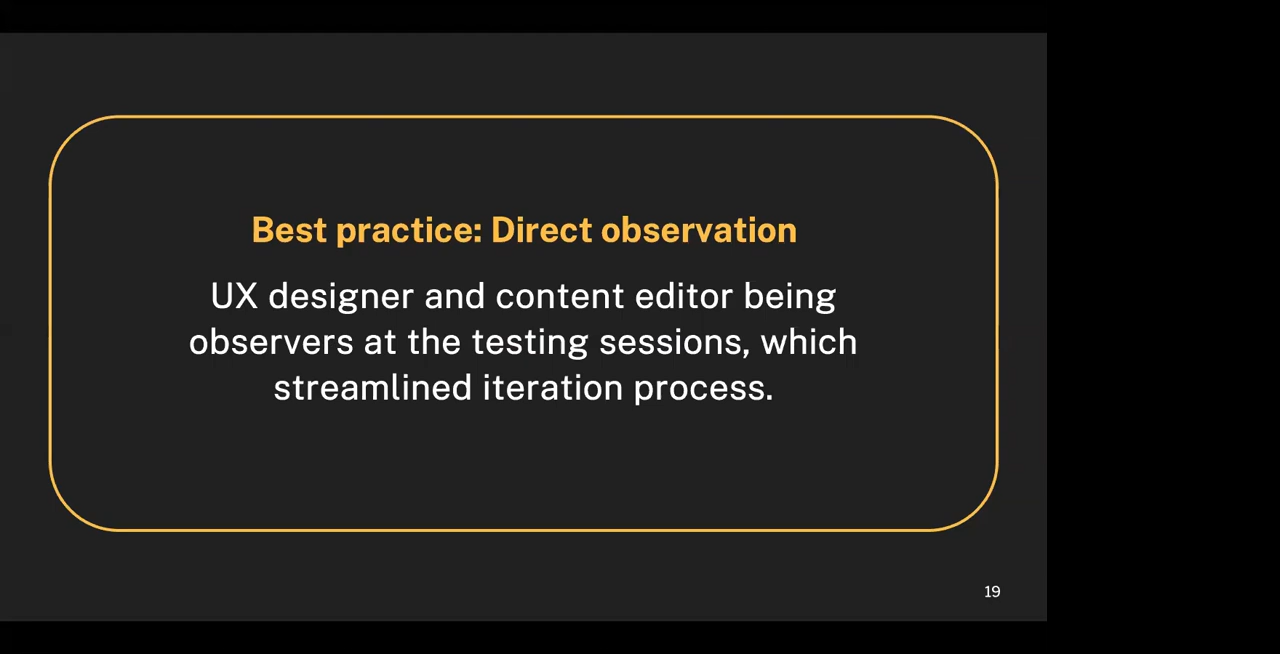 Best practice: Direct observation
UX designer and content editor being
observers at the testing sessions, which
streamlined iteration process.
19